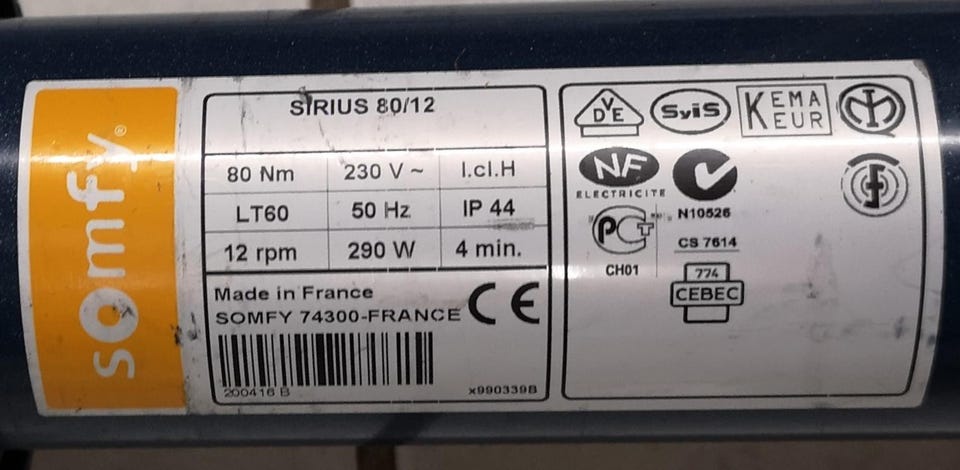 somfy®
SIRIUS 80/12
80 Nm 230 V ~ I.cl.H
LT60 50 Hz IP 44
12 rpm 290 W 4 min.
Made in France
SOMFY 74300-FRANCE CE
200416 B x990339B
VDE SviS KEMA KEUR
NF
ELECTRICITE
N10526
PCT
CS 7614
CH01
774
CEBEC